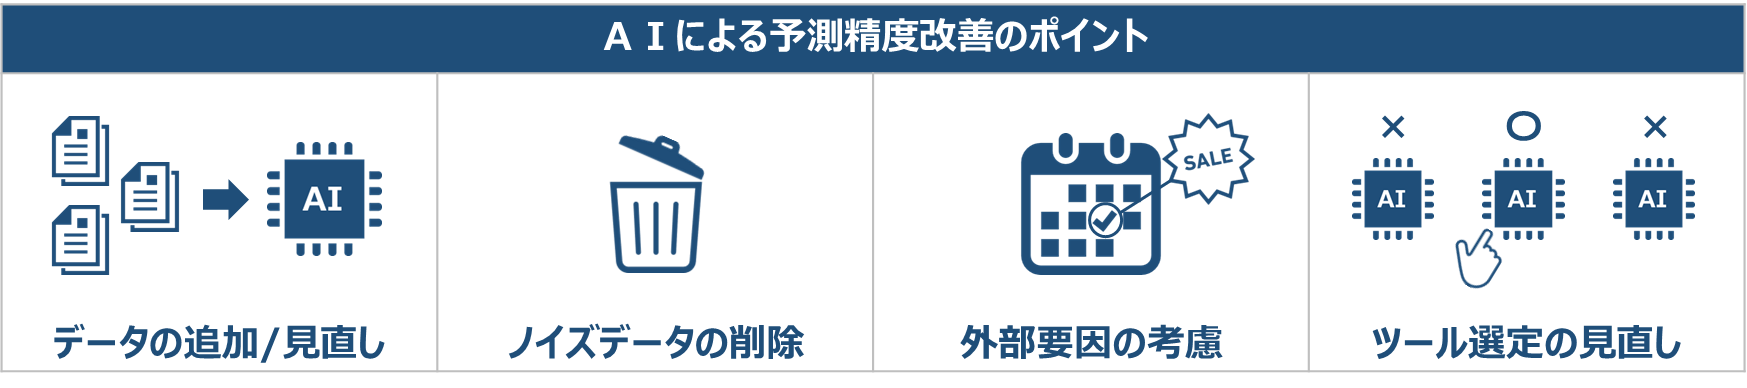 ＡＩによる予測精度改善のポイント
AI
データの追加/見直し
ノイズデータの削除
SALE
外部要因の考慮
× ○ ×
AI AI AI
ツール選定の見直し